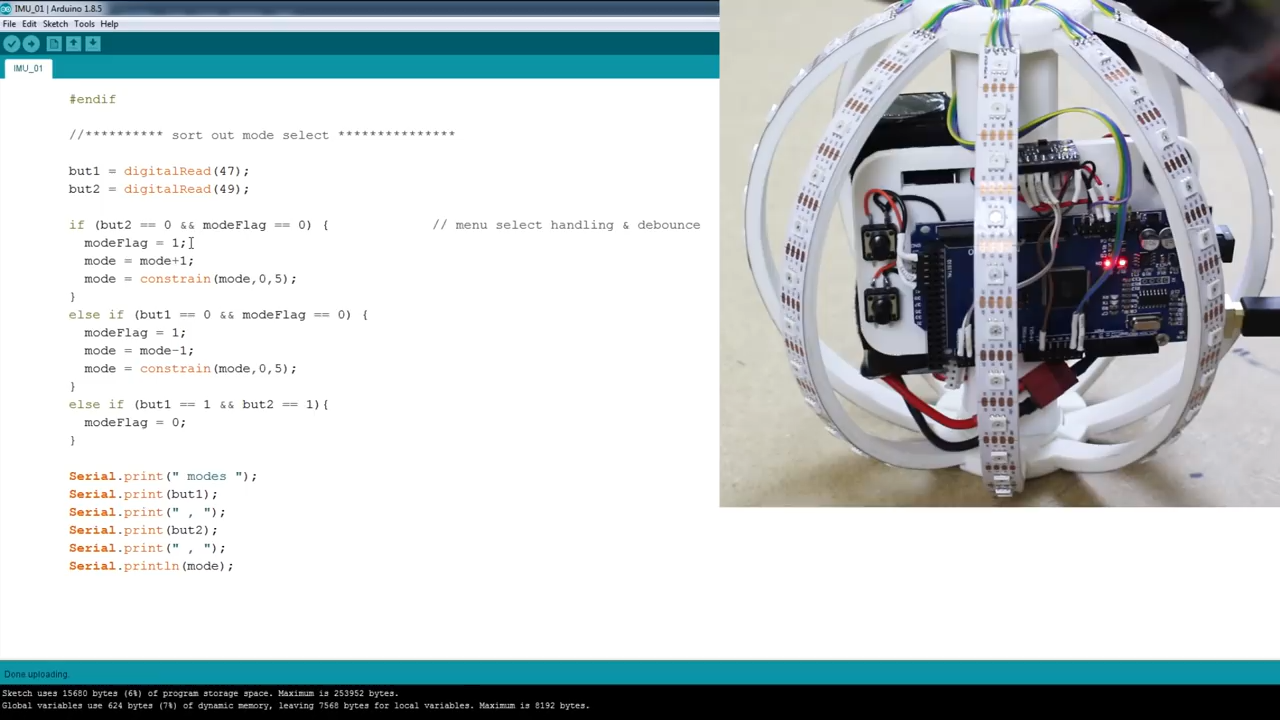 IMU_01 | Arduino 1.8.5
File Edit Sketch Tools Help
IMU_01
#endif
//********** sort out mode select ***************
but1 = digitalRead(47);
but2 = digitalRead(49);
if (but2 == 0 && modeFlag == 0) { // menu select handling & debounce
modeFlag = 1;
mode = mode+1;
mode = constrain(mode,0,5);
}
else if (but1 == 0 && modeFlag == 0) {
modeFlag = 1;
mode = mode-1;
mode = constrain(mode,0,5);
}
else if (but1 == 1 && but2 == 1){
modeFlag = 0;
}
Serial.print(" modes ");
Serial.print(but1);
Serial.print(" , ");
Serial.print(but2);
Serial.print(" , ");
Serial.println(mode);
Done uploading.
Sketch uses 15680 bytes (6%) of program storage space. Maximum is 253952 bytes.
Global variables use 624 bytes (7%) of dynamic memory, leaving 7568 bytes for local variables. Maximum is 8192 bytes.